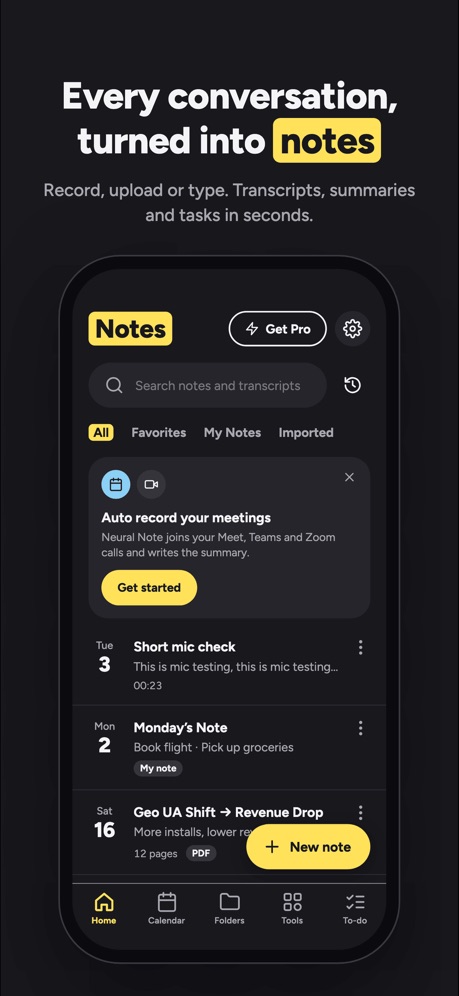 Every conversation,
turned into notes
Record, upload or type. Transcripts, summaries
and tasks in seconds.
Notes
Get Pro
Search notes and transcripts
All Favorites My Notes Imported
Auto record your meetings
Neural Note joins your Meet, Teams and Zoom
calls and writes the summary.
Get started
Tue
3
Short mic check
This is mic testing, this is mic testing...
00:23
Mon
2
Monday’s Note
Book flight · Pick up groceries
My note
Sat
16
Geo UA Shift → Revenue Drop
More installs, lower
12 pages PDF
New note
Home Calendar Folders Tools To-do